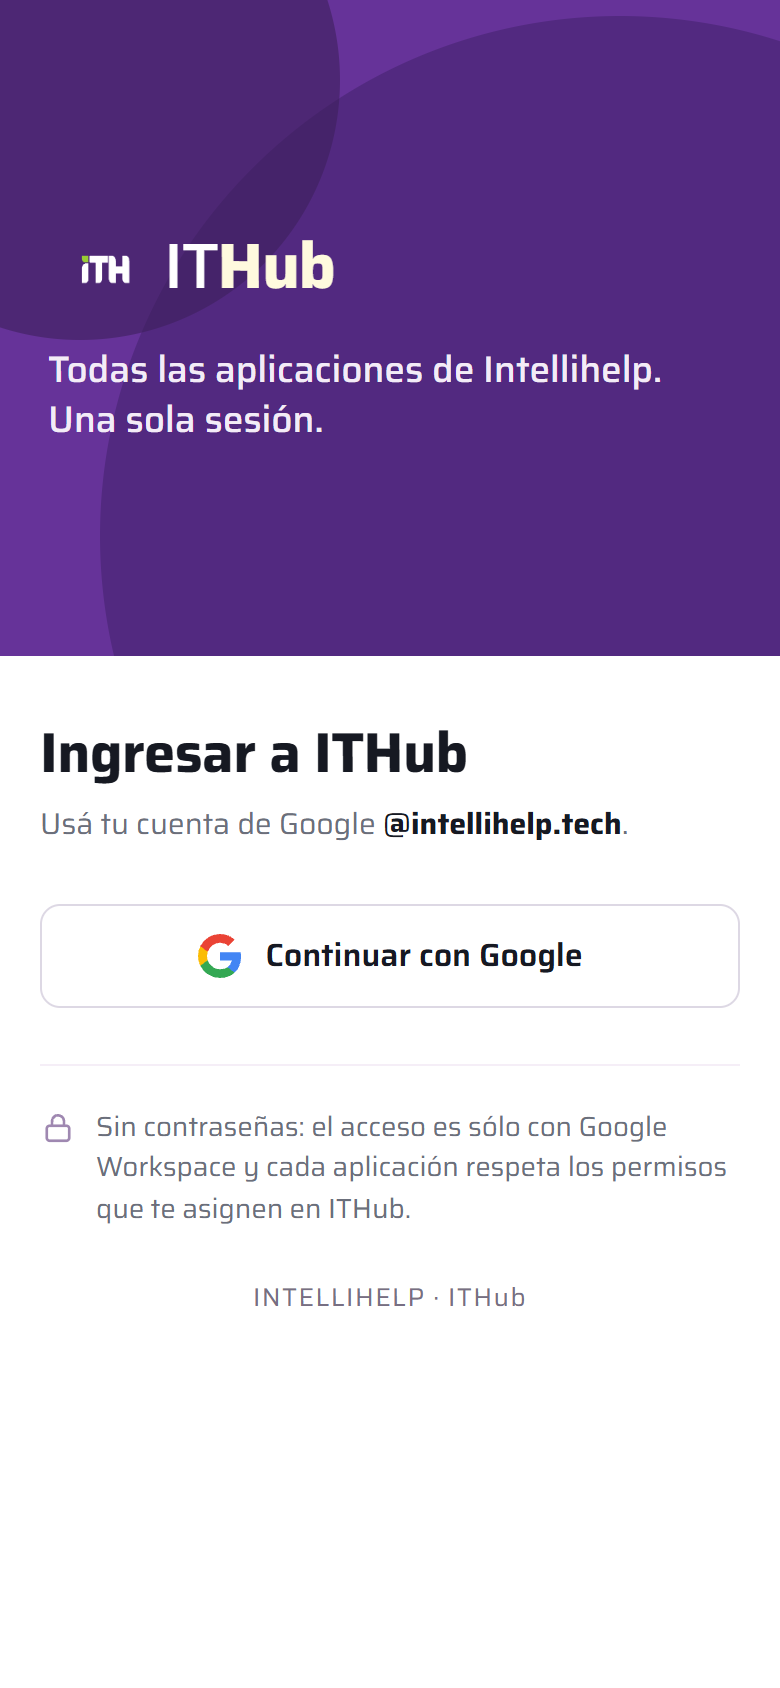 iTH ITHub
Todas las aplicaciones de Intellihelp.
Una sola sesión.
Ingresar a ITHub
Usá tu cuenta de Google @intellihelp.tech.
Continuar con Google
Sin contraseñas: el acceso es sólo con Google
Workspace y cada aplicación respeta los permisos
que te asignen en ITHub.
INTELLIHELP · ITHub